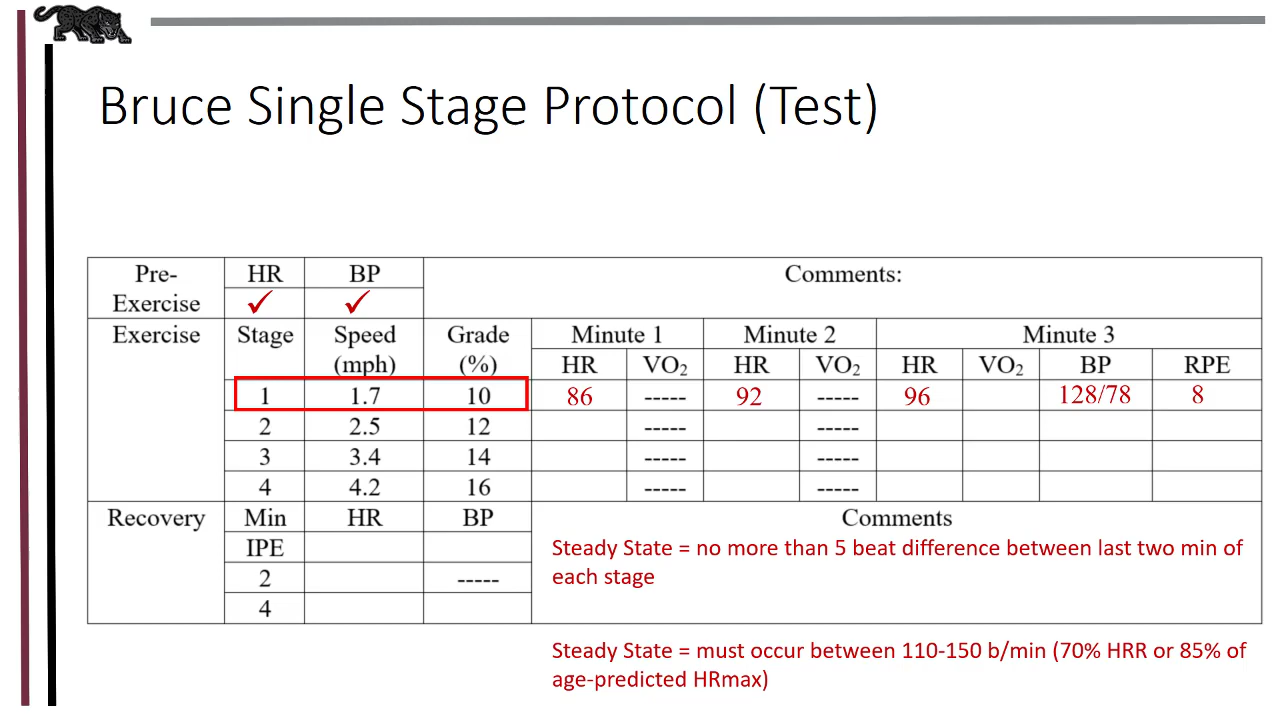 Bruce Single Stage Protocol (Test)
Pre-Exercise HR BP Comments:
✓ ✓
Exercise Stage Speed (mph) Grade (%) Minute 1 Minute 2 Minute 3
HR VO₂ HR VO₂ HR VO₂ BP RPE
1 1.7 10 86 ----- 92 ----- 96 128/78 8
2 2.5 12 ----- -----
3 3.4 14 ----- -----
4 4.2 16 ----- -----
Recovery Min HR BP Comments
IPE
2 -----
4
Steady State = no more than 5 beat difference between last two min of
each stage
Steady State = must occur between 110-150 b/min (70% HRR or 85% of
age-predicted HRmax)